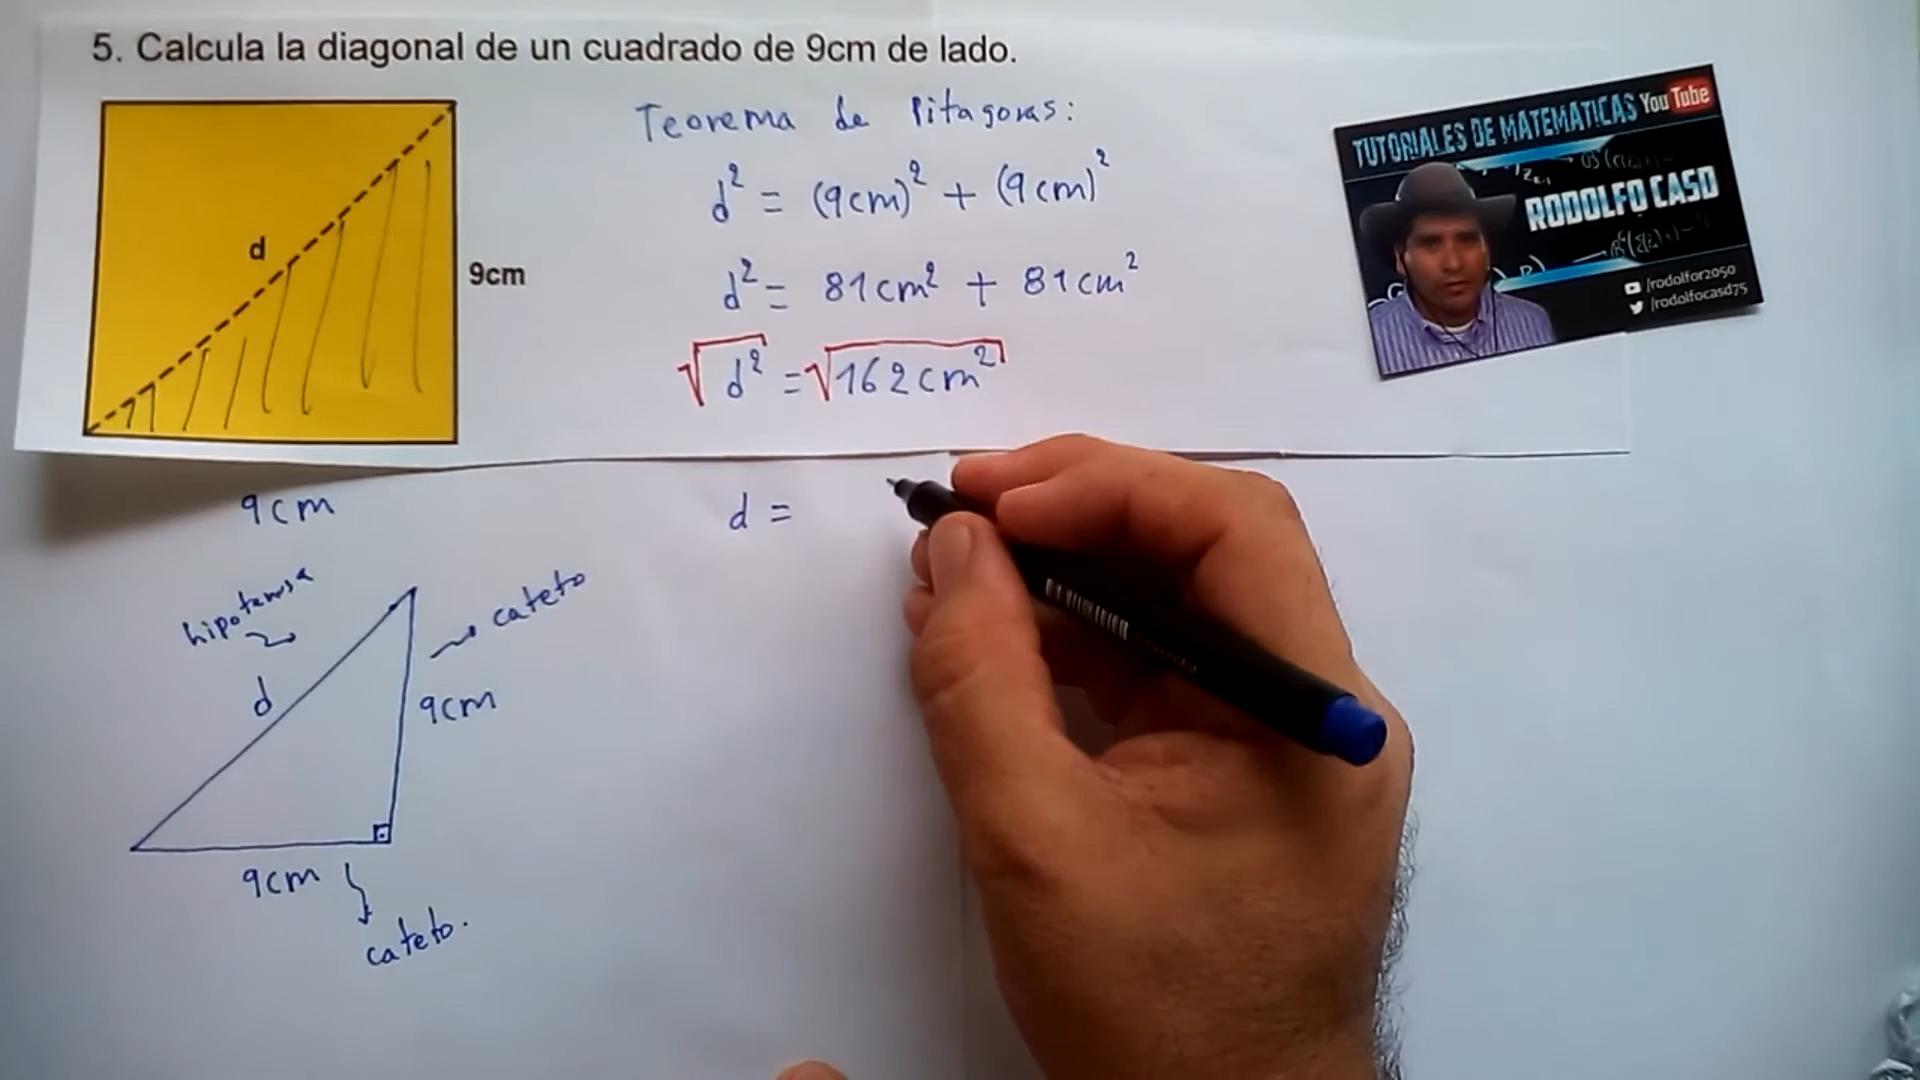 5. Calcula la diagonal de un cuadrado de 9cm de lado.
d
9cm
9cm
Teorema de Pitagoras:
d² = (9cm)² + (9cm)²
d² = 81cm² + 81cm²
√d² = √162cm²
d =
TUTORIALES DE MATEMATICAS YouTube
RODOLFO CASO
/rodolfor2050
/rodolfocasd75
hipotenusa
d
cateto
9cm
9cm
cateto.